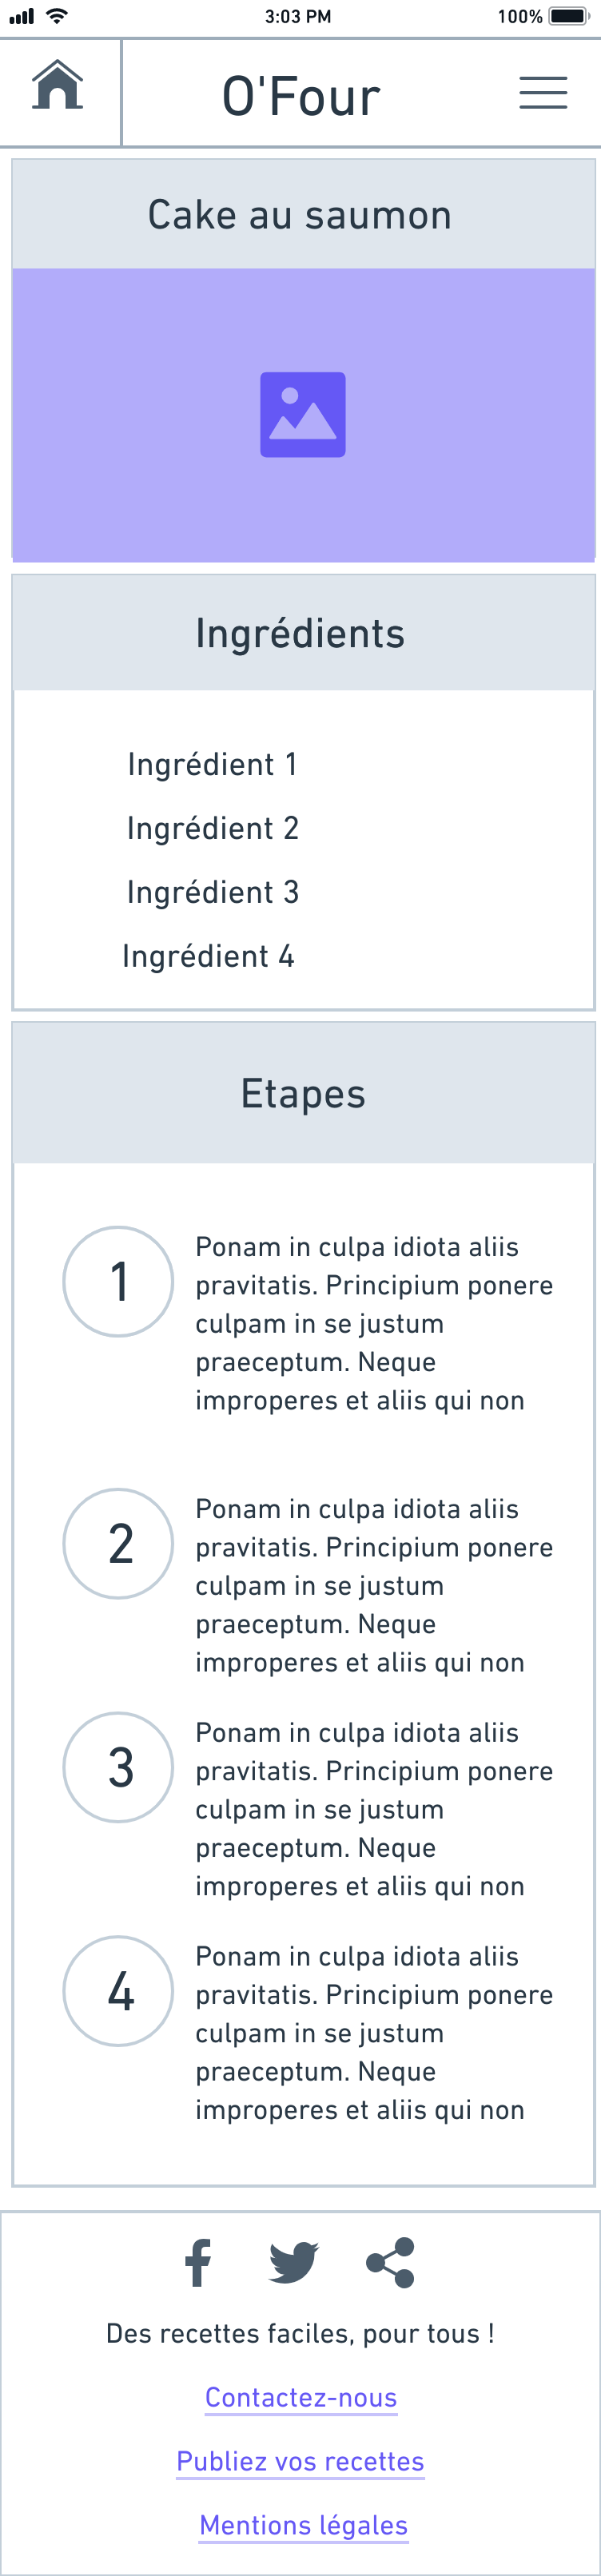 3:03 PM 100%
O'Four
Cake au saumon
Ingrédients
Ingrédient 1
Ingrédient 2
Ingrédient 3
Ingrédient 4
Etapes
1
Ponam in culpa idiota aliis
pravitatis. Principium ponere
culpam in se justum
praeceptum. Neque
improperes et aliis qui non
2
Ponam in culpa idiota aliis
pravitatis. Principium ponere
culpam in se justum
praeceptum. Neque
improperes et aliis qui non
3
Ponam in culpa idiota aliis
pravitatis. Principium ponere
culpam in se justum
praeceptum. Neque
improperes et aliis qui non
4
Ponam in culpa idiota aliis
pravitatis. Principium ponere
culpam in se justum
praeceptum. Neque
improperes et aliis qui non
Des recettes faciles, pour tous !
Contactez-nous
Publiez vos recettes
Mentions légales